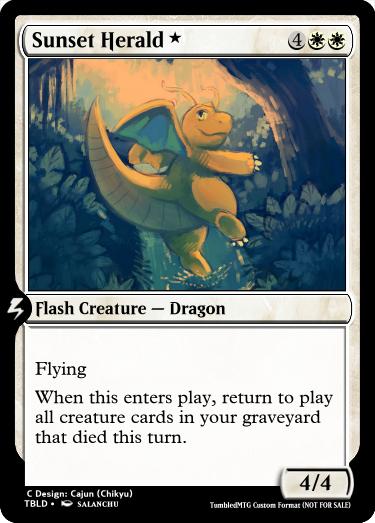 Sunset Herald ★ 4
Flash Creature — Dragon
Flying
When this enters play, return to play
all creature cards in your graveyard
that died this turn.
4/4
C Design: Cajun (Chikyu)
TBLD • SALANCHU
TumbledMTG Custom Format (NOT FOR SALE)